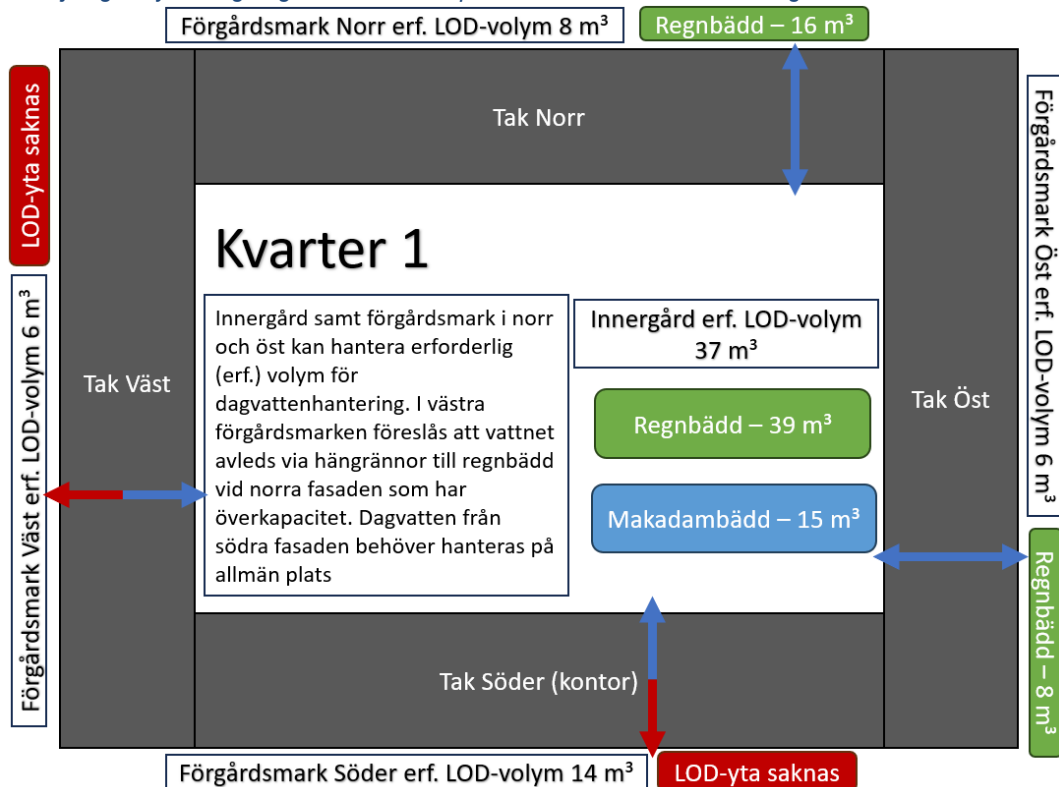 Förgårdsmark Norr erf. LOD-volym 8 m³
Regnbädd – 16 m³
LOD-yta saknas
Tak Norr
Förgårdsmark Öst erf. LOD-volym 6 m³
Kvarter 1
Innergård samt förgårdsmark i norr
och öst kan hantera erforderlig
(erf.) volym för
dagvattenhantering. I västra
förgårdsmarken föreslås att vattnet
avleds via hängrännor till regnbädd
vid norra fasaden som har
överkapacitet. Dagvatten från
södra fasaden behöver hanteras på
allmän plats
Innergård erf. LOD-volym
37 m³
Regnbädd – 39 m³
Makadambädd – 15 m³
Tak Väst
Tak Öst
Förgårdsmark Väst erf. LOD-volym 6 m³
Regnbädd – 8 m³
Tak Söder (kontor)
Förgårdsmark Söder erf. LOD-volym 14 m³
LOD-yta saknas